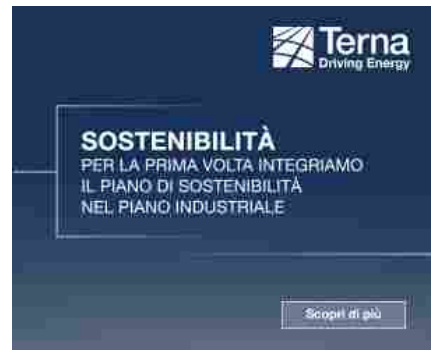 Terna
Driving Energy
SOSTENIBILITÀ
PER LA PRIMA VOLTA INTEGRIAMO
IL PIANO DI SOSTENIBILITÀ
NEL PIANO INDUSTRIALE
Scopri di più